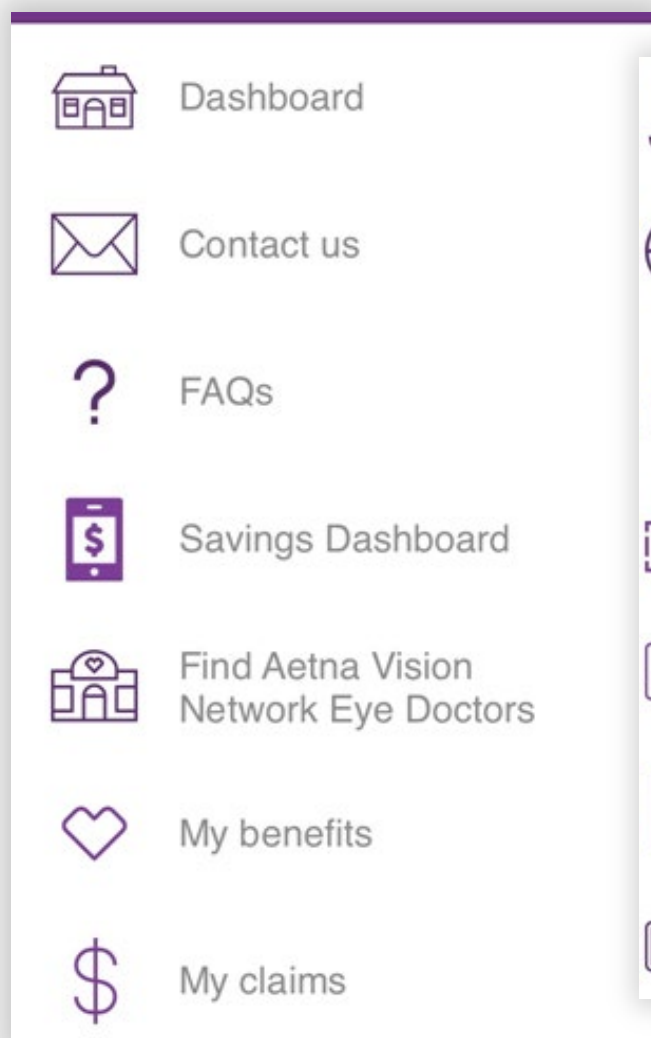 Dashboard
Contact us
?
FAQs
$
Savings Dashboard
Find Aetna Vision
Network Eye Doctors
My benefits
$
My claims